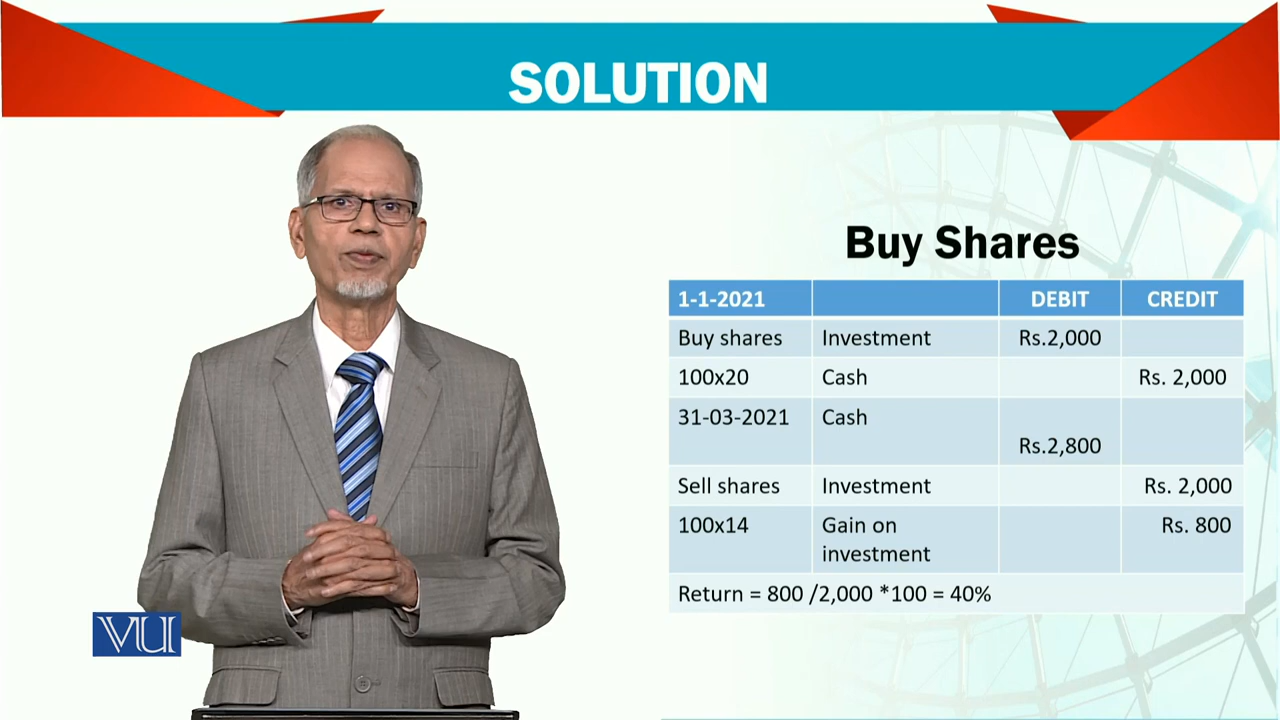 SOLUTION
Buy Shares
1-1-2021 DEBIT CREDIT
Buy shares Investment Rs.2,000
100x20 Cash Rs. 2,000
31-03-2021 Cash
Rs.2,800
Sell shares Investment Rs. 2,000
100x14 Gain on Rs. 800
investment
Return = 800 /2,000 *100 = 40%
VU